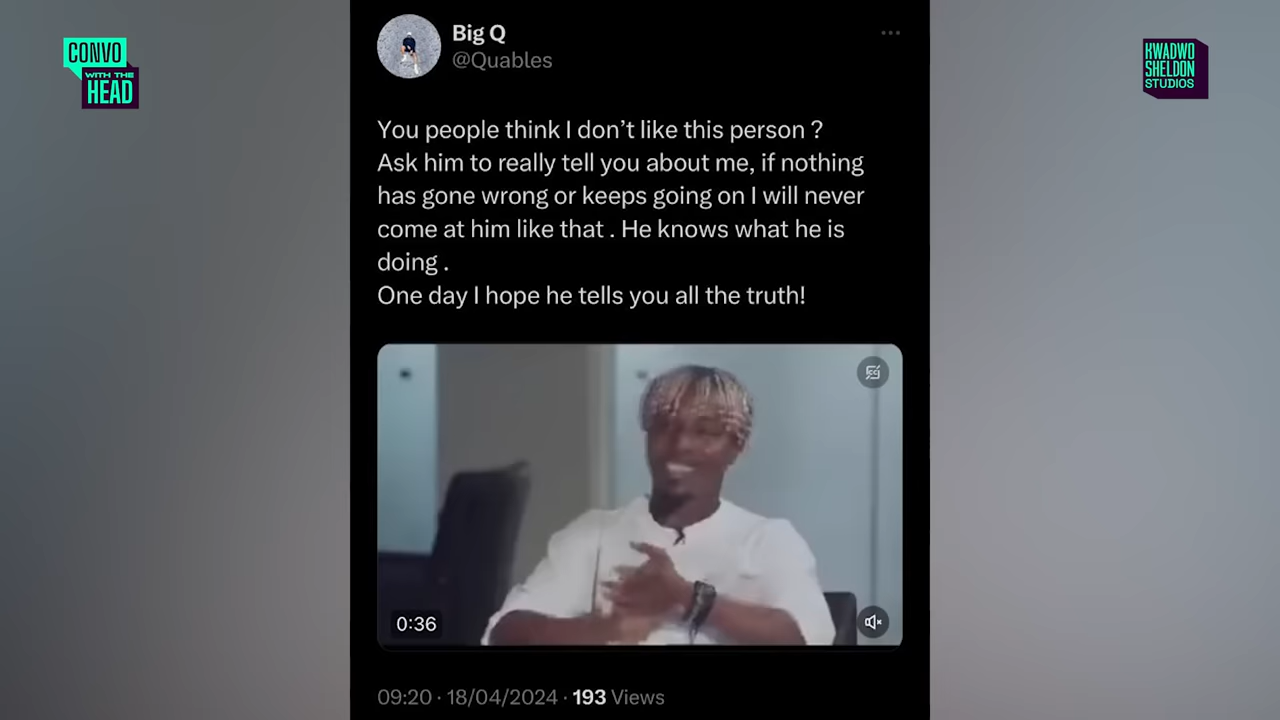 CONVO
WITH THE
HEAD
KWADWO
SHELDON
STUDIOS
Big Q
@Quables
You people think I don’t like this person ?
Ask him to really tell you about me, if nothing
has gone wrong or keeps going on I will never
come at him like that . He knows what he is
doing .
One day I hope he tells you all the truth!
0:36
09:20 · 18/04/2024 · 193 Views